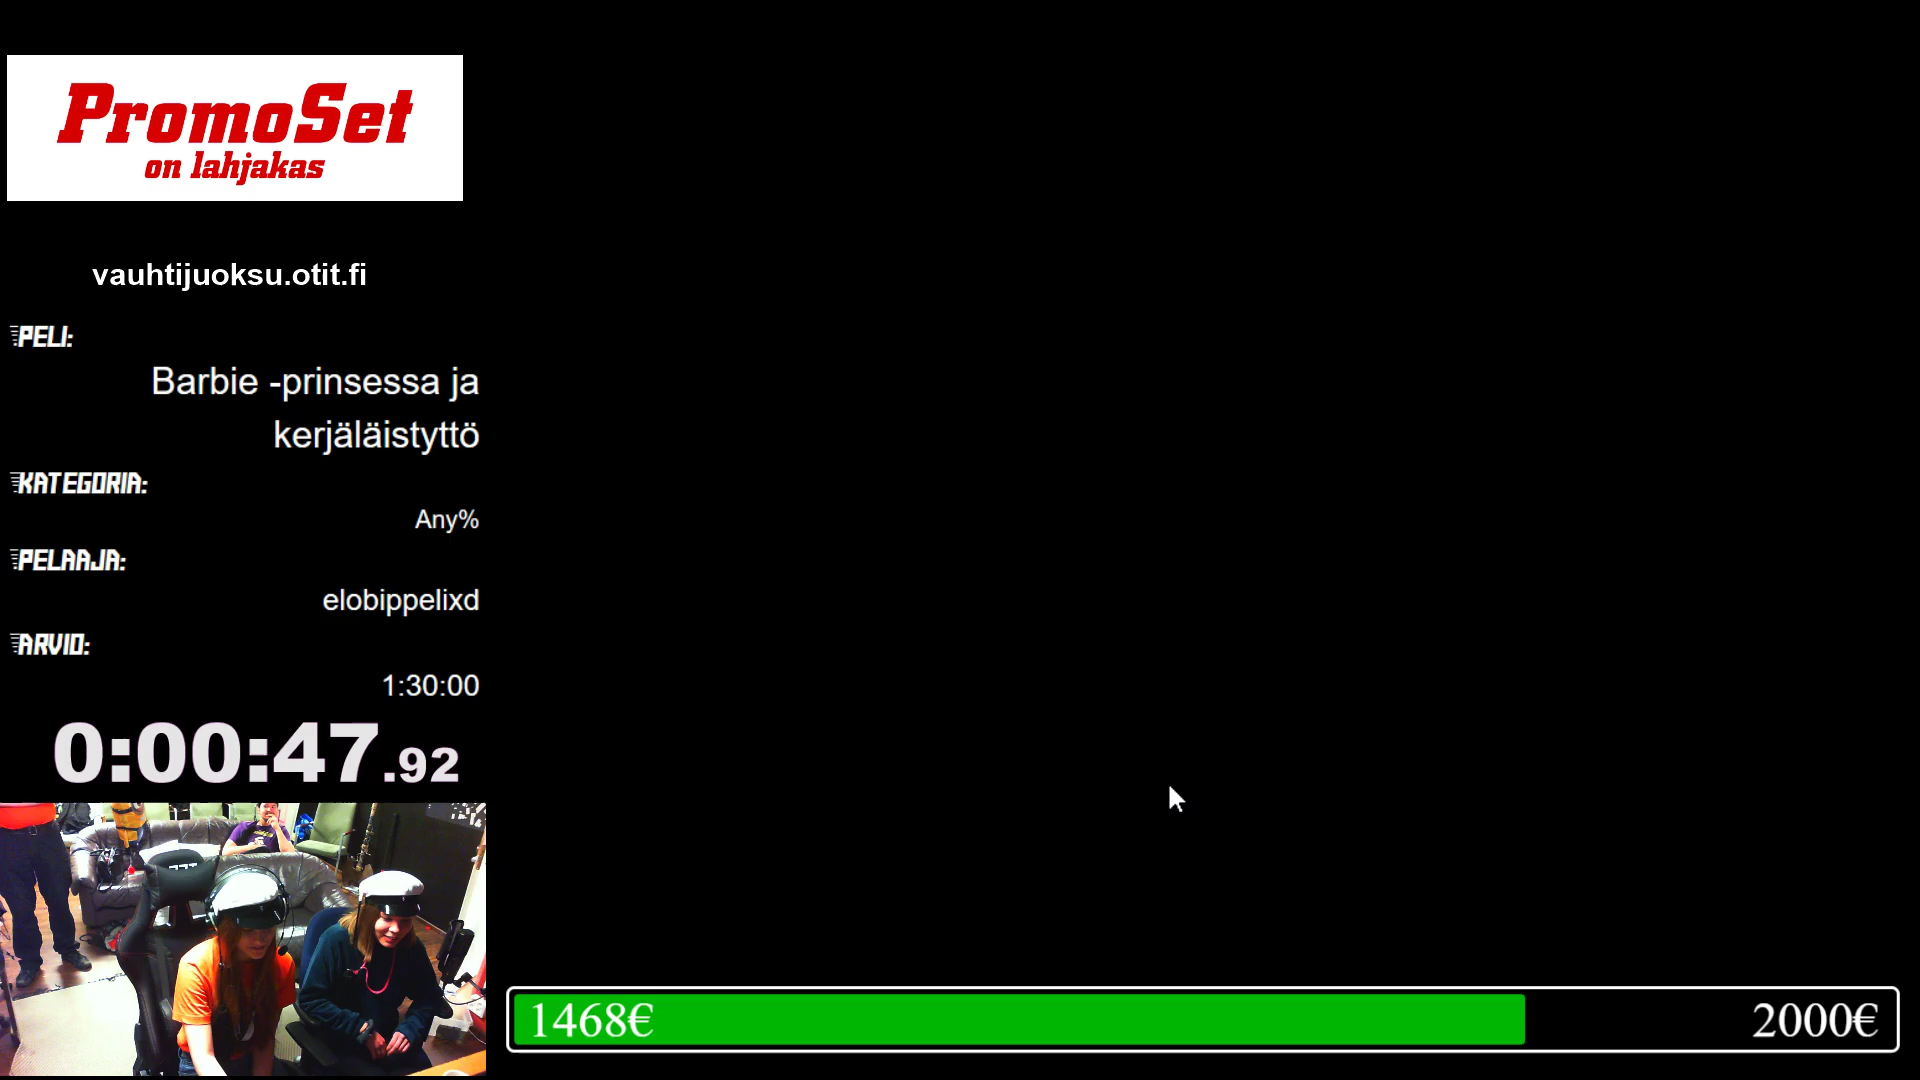 PromoSet
on lahjakas
vauhtijuoksu.otit.fi
PELI:
Barbie -prinsessa ja
kerjäläistyttö
KATEGORIA:
Any%
PELAAJA:
elobippelixd
ARVIO:
1:30:00
0:00:47.92
1468€
2000€